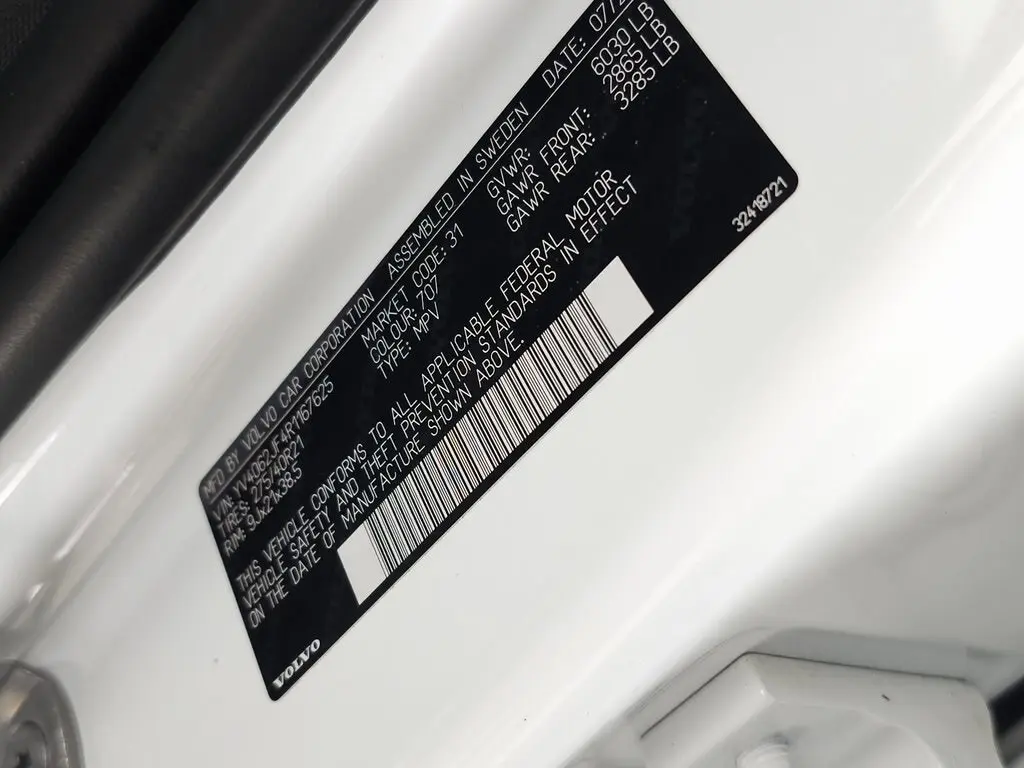 MFD BY VOLVO CAR CORPORATION ASSEMBLED IN SWEDEN DATE:
VIN: YV4062JF4R1167625 MARKET CODE: 31 GVWR: 6030 LB
TIRES: 275/40R21 COLOUR: 707 GAWR FRONT: 2865 LB
RIM: 9Jx21x38.5 TYPE: MPV GAWR REAR: 3285 LB
THIS VEHICLE CONFORMS TO ALL APPLICABLE FEDERAL MOTOR
VEHICLE SAFETY AND THEFT PREVENTION STANDARDS IN EFFECT
ON THE DATE OF MANUFACTURE SHOWN ABOVE.
VOLVO
32418721